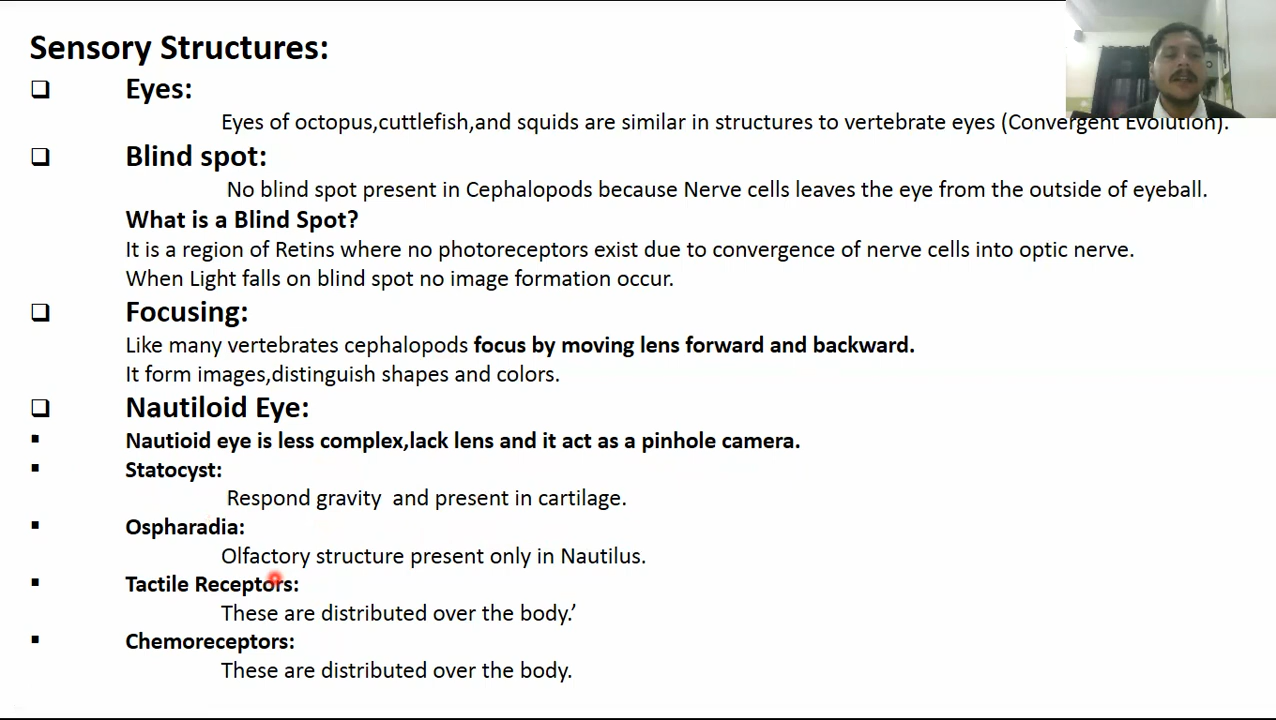 Sensory Structures:
❑ Eyes:
Eyes of octopus,cuttlefish,and squids are similar in structures to vertebrate eyes (Convergent Evolution).
❑ Blind spot:
No blind spot present in Cephalopods because Nerve cells leaves the eye from the outside of eyeball.
What is a Blind Spot?
It is a region of Retins where no photoreceptors exist due to convergence of nerve cells into optic nerve.
When Light falls on blind spot no image formation occur.
❑ Focusing:
Like many vertebrates cephalopods focus by moving lens forward and backward.
It form images,distinguish shapes and colors.
❑ Nautiloid Eye:
▪ Nautioid eye is less complex,lack lens and it act as a pinhole camera.
▪ Statocyst:
Respond gravity and present in cartilage.
▪ Ospharadia:
Olfactory structure present only in Nautilus.
▪ Tactile Receptors:
These are distributed over the body.’
▪ Chemoreceptors:
These are distributed over the body.